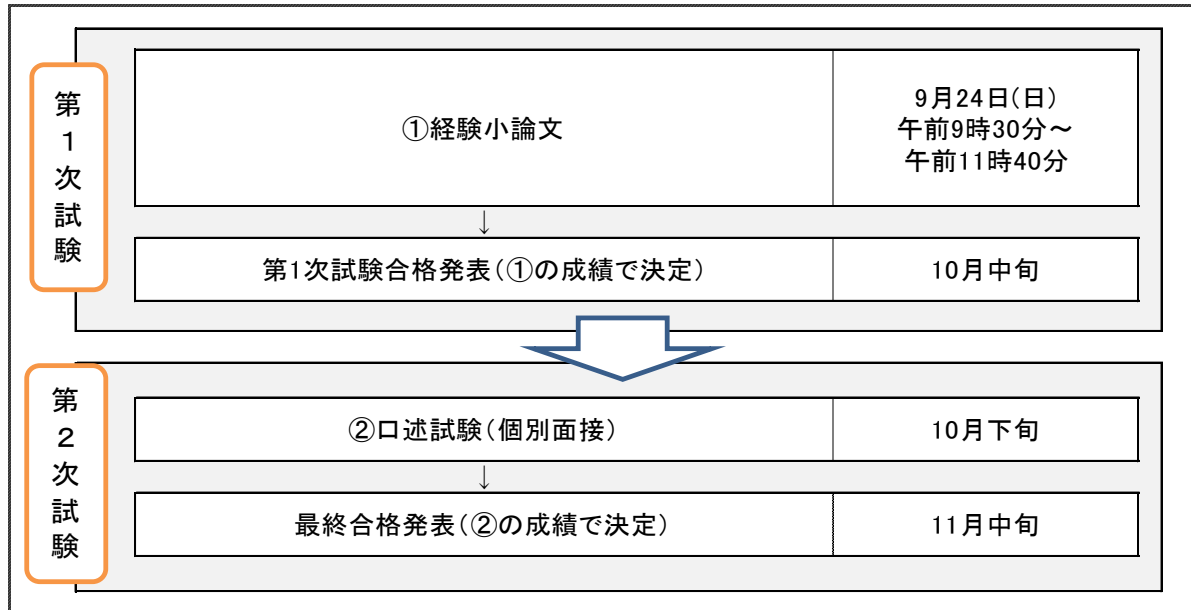 第1次試験
①経験小論文
9月24日(日)
午前9時30分～
午前11時40分
↓
第1次試験合格発表(①の成績で決定)
10月中旬
第2次試験
②口述試験(個別面接)
10月下旬
↓
最終合格発表(②の成績で決定)
11月中旬